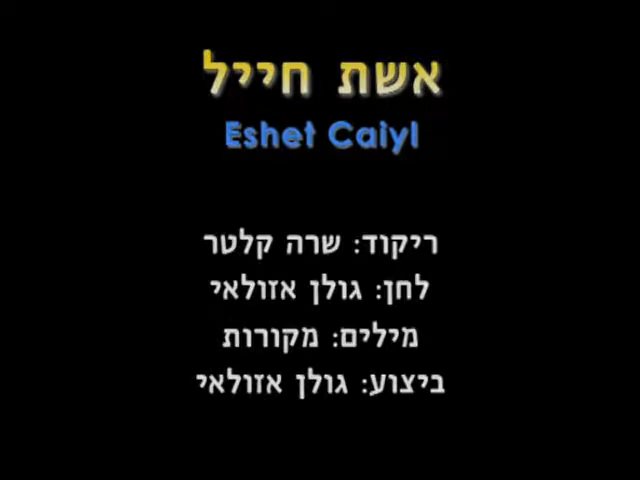 אשת חייל
Eshet Caiyl
ריקוד: שרה קלטר
לחן: גולן אזולאי
מילים: מקורות
ביצוע: גולן אזולאי